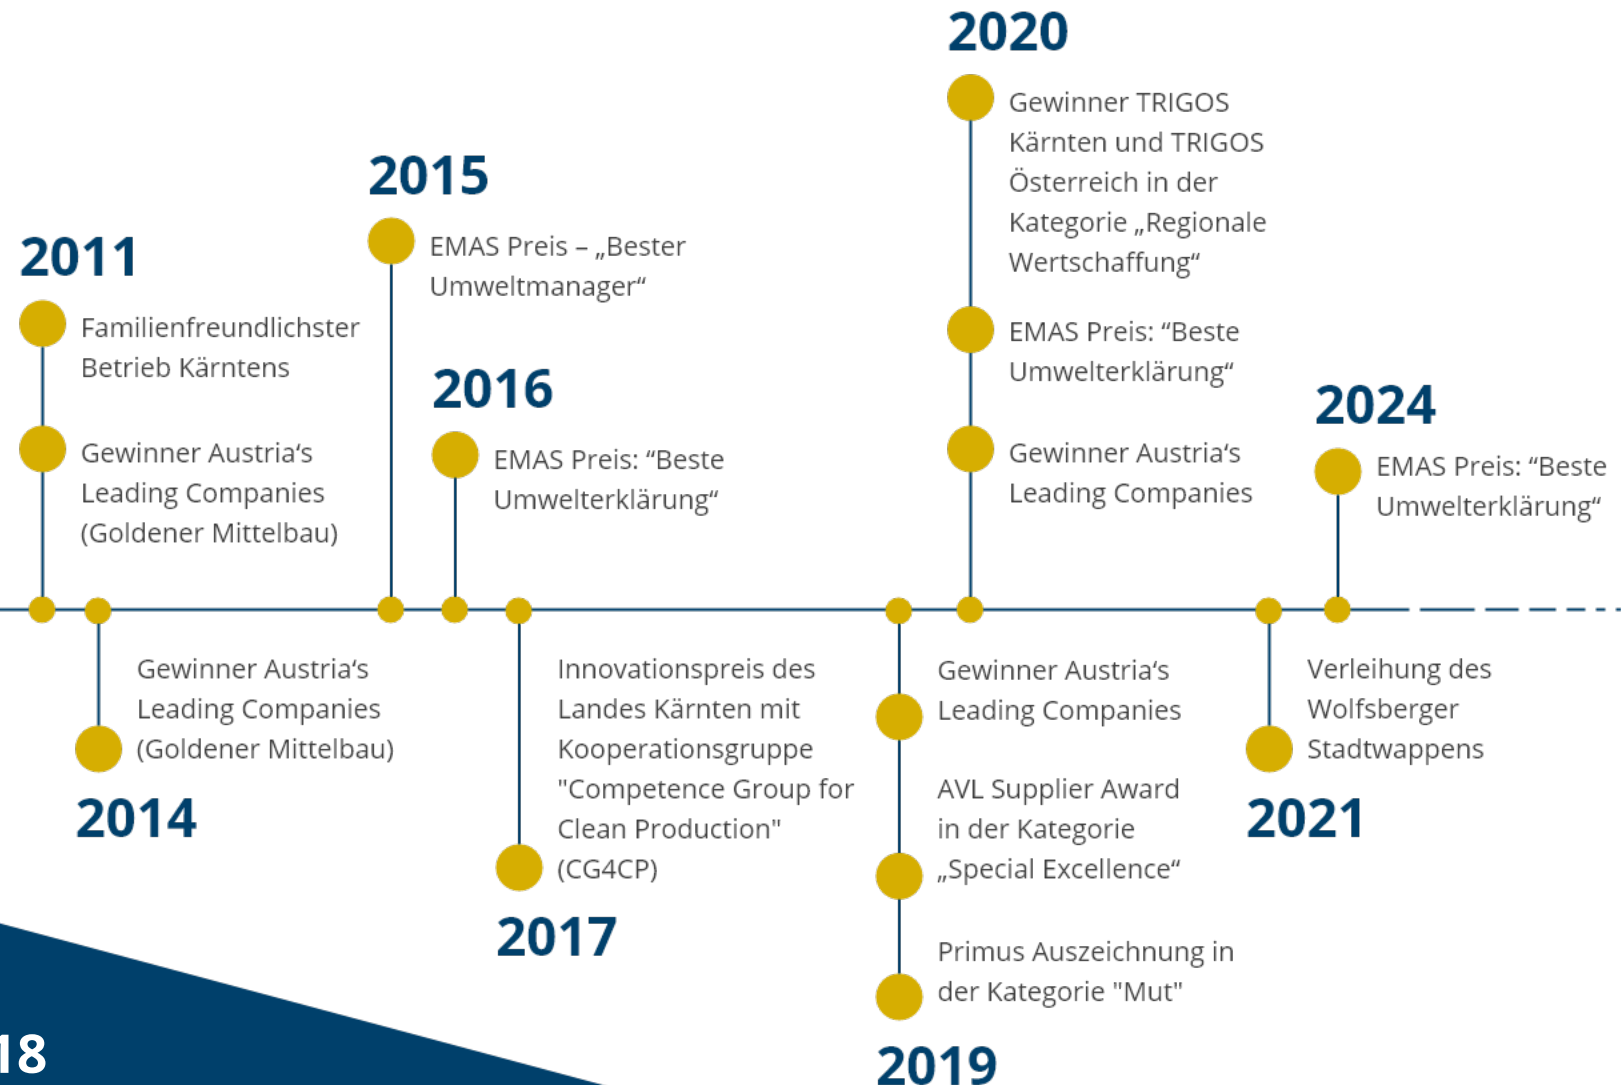 2011
Familienfreundlichster
Betrieb Kärntens
Gewinner Austria‘s
Leading Companies
(Goldener Mittelbau)
Gewinner Austria‘s
Leading Companies
(Goldener Mittelbau)
2014
2015
EMAS Preis – „Bester
Umweltmanager“
2016
EMAS Preis: “Beste
Umwelterklärung“
Innovationspreis des
Landes Kärnten mit
Kooperationsgruppe
"Competence Group for
Clean Production"
(CG4CP)
2017
Gewinner Austria‘s
Leading Companies
AVL Supplier Award
in der Kategorie
„Special Excellence“
Primus Auszeichnung in
der Kategorie "Mut"
2019
2020
Gewinner TRIGOS
Kärnten und TRIGOS
Österreich in der
Kategorie „Regionale
Wertschaffung“
EMAS Preis: “Beste
Umwelterklärung“
Gewinner Austria‘s
Leading Companies
Verleihung des
Wolfsberger
Stadtwappens
2021
2024
EMAS Preis: “Beste
Umwelterklärung“
18